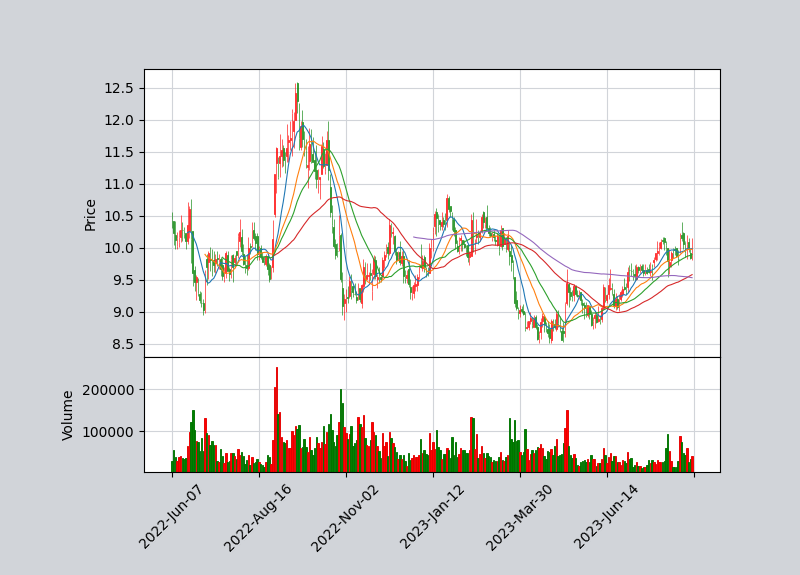 12.5
12.0
11.5
11.0
10.5
10.0
9.5
9.0
8.5
Price
200000
100000
Volume
2022-Jun-07
2022-Aug-16
2022-Nov-02
2023-Jan-12
2023-Mar-30
2023-Jun-14